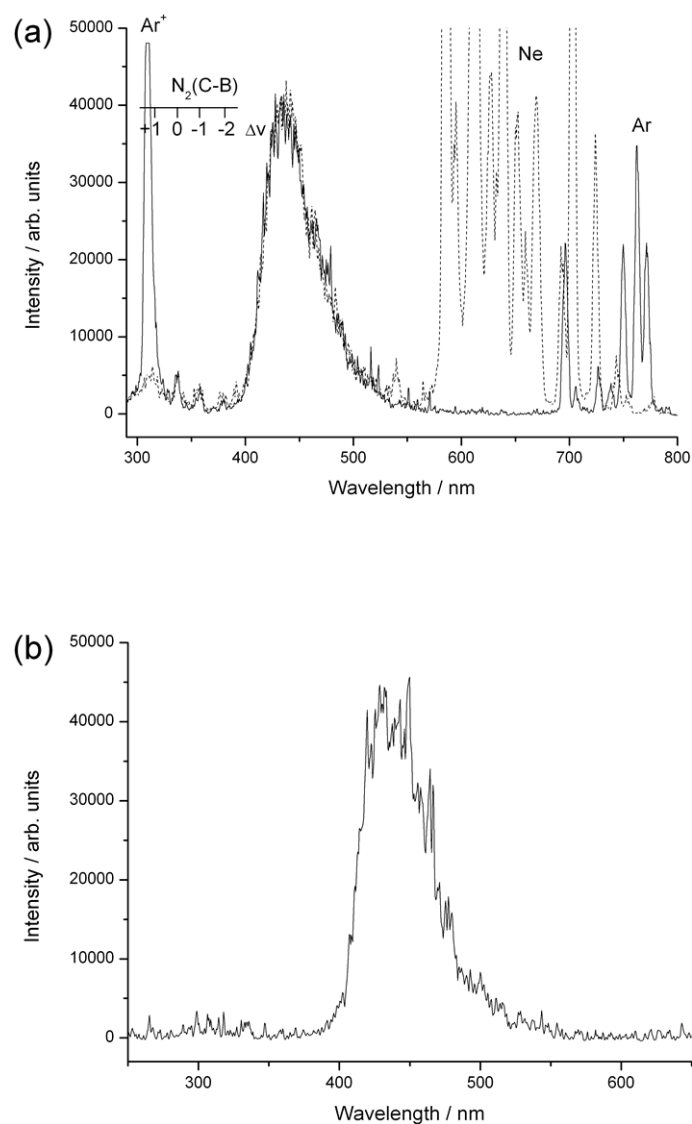 (a)
50000
40000
30000
20000
10000
0
Intensity / arb. units
Ar⁺
N₂(C-B)
+1 0 -1 -2 Δv
Ne
Ar
300 400 500 600 700 800
Wavelength / nm
(b)
50000
40000
30000
20000
10000
0
Intensity / arb. units
300 400 500 600
Wavelength / nm